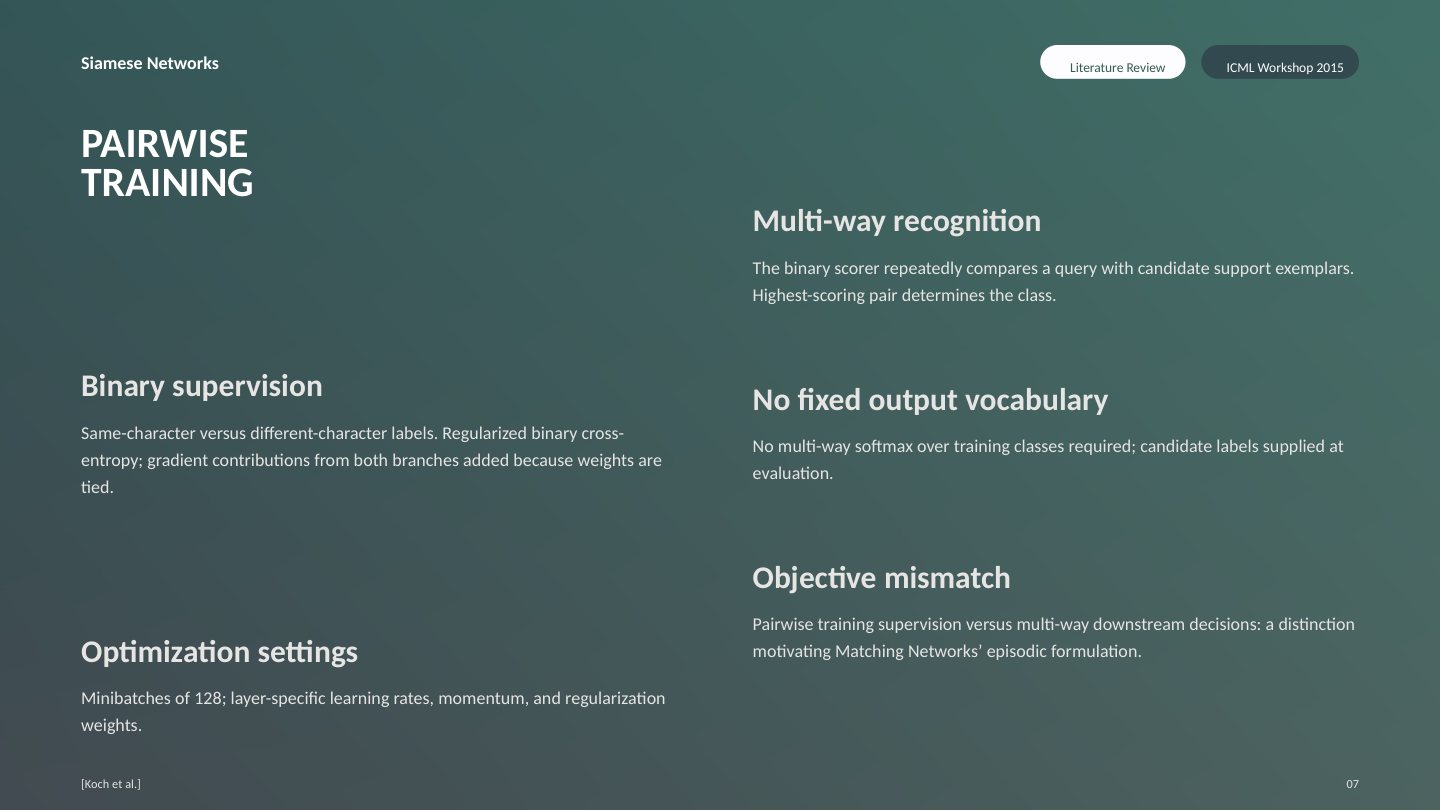 Siamese Networks
Literature Review
ICML Workshop 2015
PAIRWISE
TRAINING
Binary supervision
Same-character versus different-character labels. Regularized binary cross-
entropy; gradient contributions from both branches added because weights are
tied.
Optimization settings
Minibatches of 128; layer-specific learning rates, momentum, and regularization
weights.
Multi-way recognition
The binary scorer repeatedly compares a query with candidate support exemplars.
Highest-scoring pair determines the class.
No fixed output vocabulary
No multi-way softmax over training classes required; candidate labels supplied at
evaluation.
Objective mismatch
Pairwise training supervision versus multi-way downstream decisions: a distinction
motivating Matching Networks’ episodic formulation.
[Koch et al.]
07